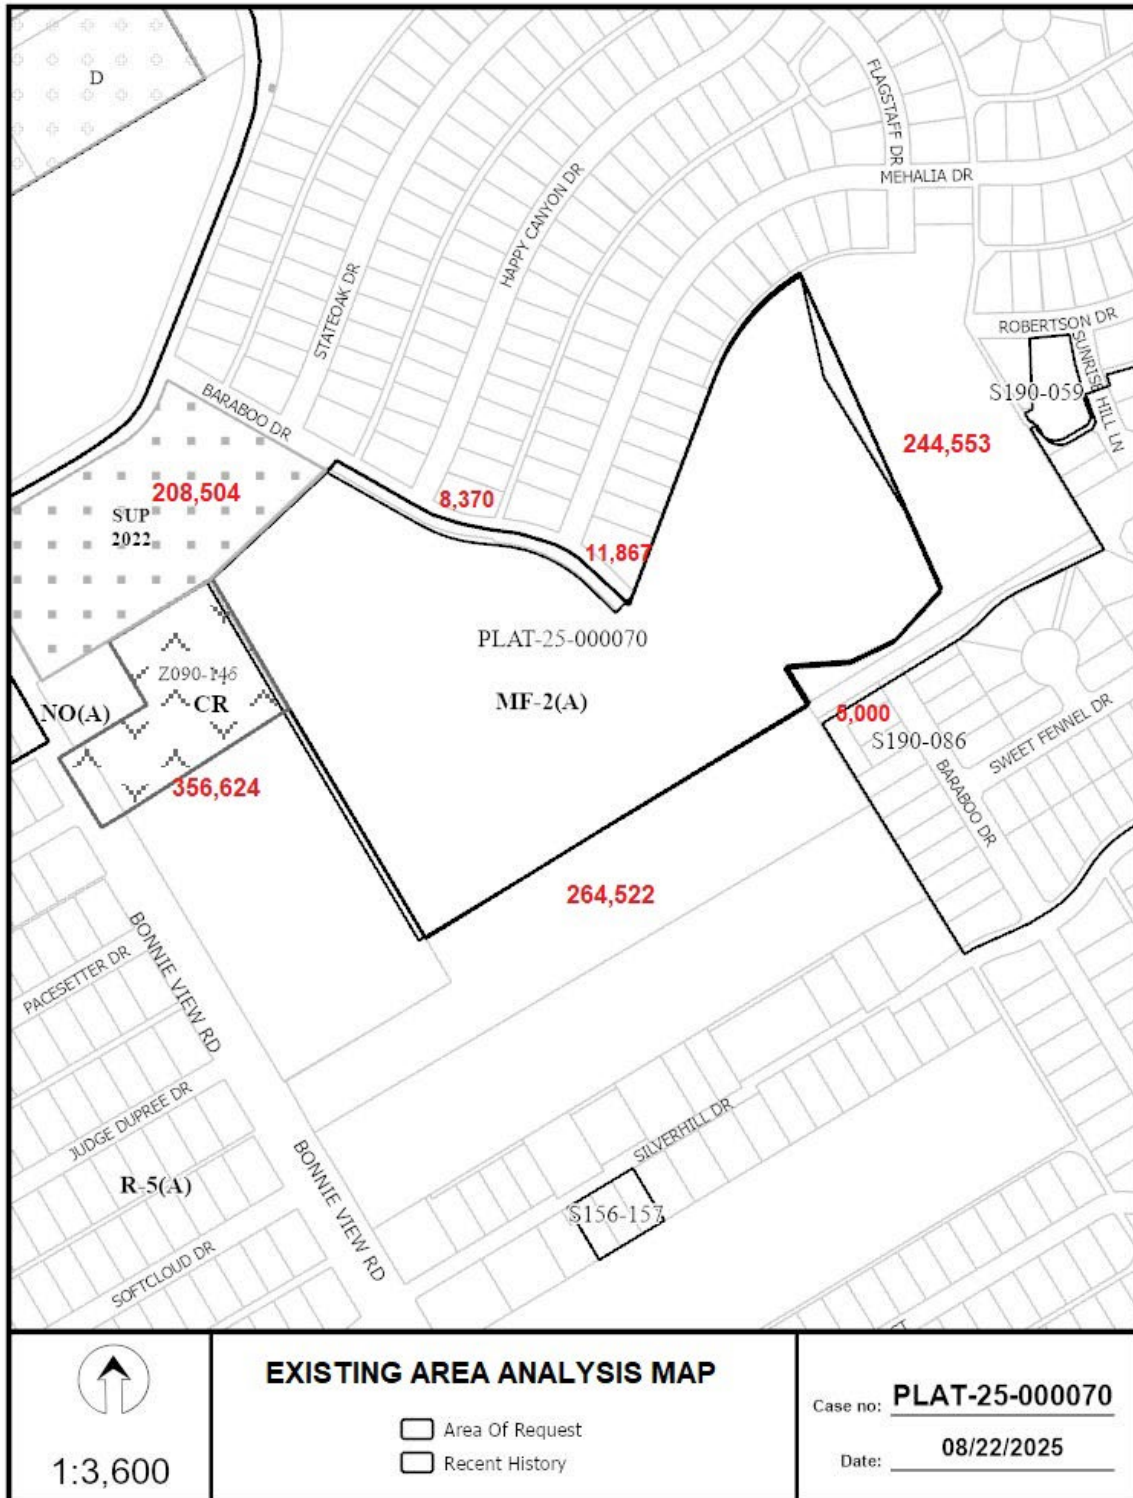 D
FLAGSTAFF DR
MEHALIA DR
HAPPY CANYON DR
STATEOAK DR
ROBERTSON DR
SUNRISE HILL LN
S190-059
BARABOO DR
244,553
208,504
8,370
SUP
2022
11,867
PLAT-25-000070
Z090-146
CR
MF-2(A)
NO(A)
5,000
S190-086
SWEET FENNEL DR
BARABOO DR
356,624
264,522
BONNIE VIEW RD
PACESETTER DR
JUDGE DUPREE DR
SILVERHILL DR
BONNIE VIEW RD
R-5(A)
S156-157
SOFTCLOUD DR
1:3,600
EXISTING AREA ANALYSIS MAP
Area Of Request
Recent History
Case no: PLAT-25-000070
Date: 08/22/2025